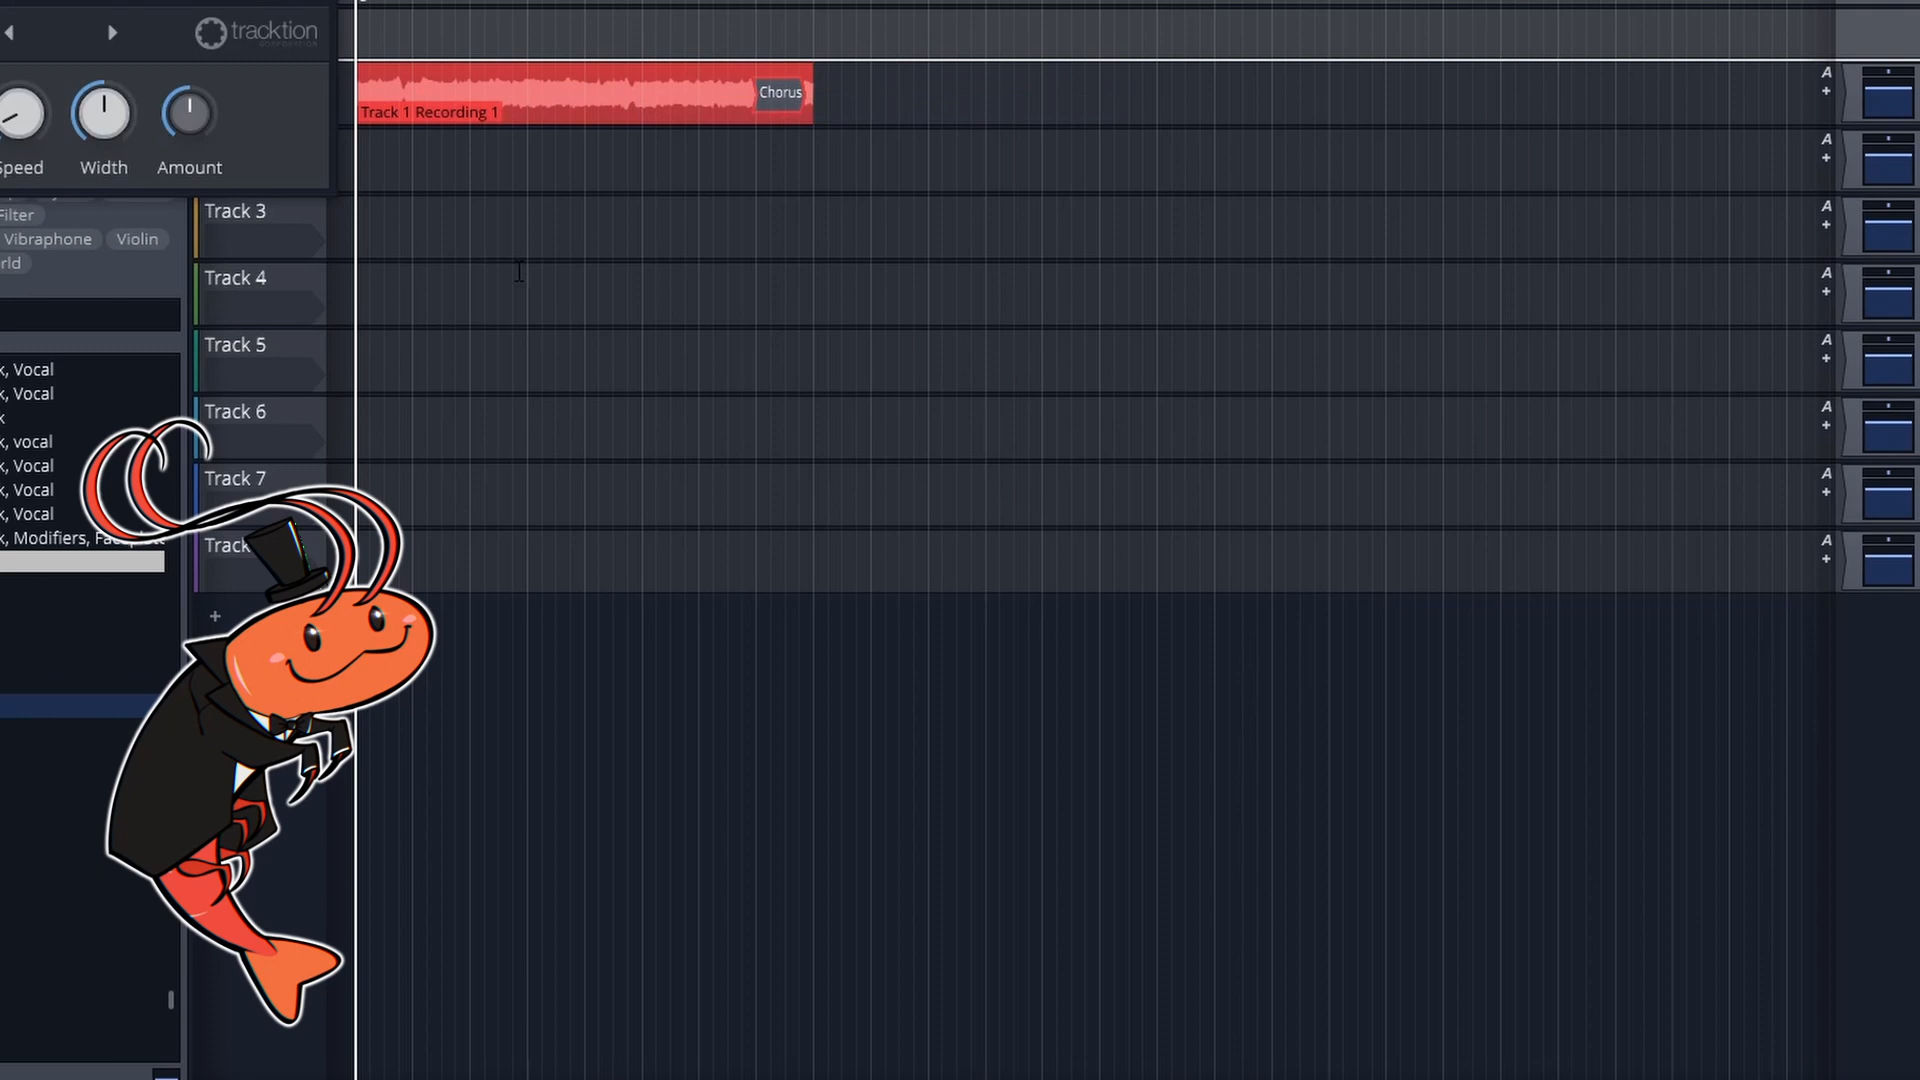 tracktion
CORPORATION
Speed
Width
Amount
Track 1 Recording 1
Chorus
A
+
A
+
Filter
Vibraphone
Violin
rld
Track 3
A
+
Track 4
A
+
Track 5
A
+
Track 6
A
+
Track 7
A
+
Track
A
+
+
x, Vocal
x, Vocal
x
x, vocal
x, Vocal
x, Vocal
x, Vocal
x, Modifiers,